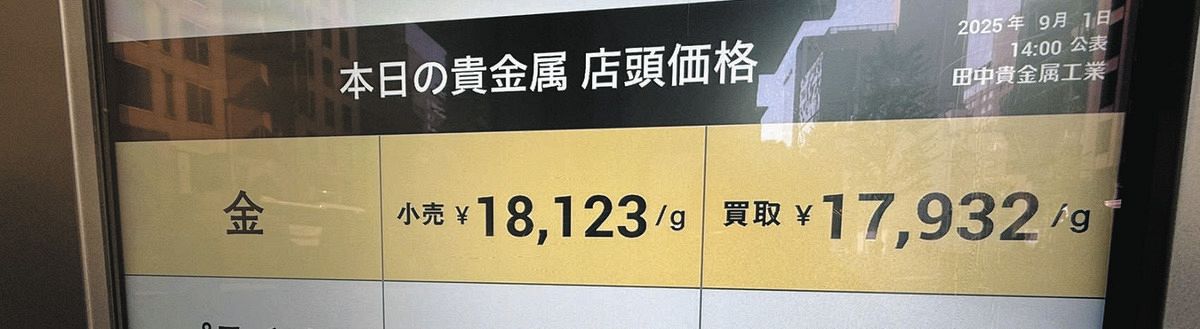 本日の貴金属 店頭価格
2025年 9月 1日
14:00 公表
田中貴金属工業
金
小売 ¥18,123/g
買取 ¥17,932/g